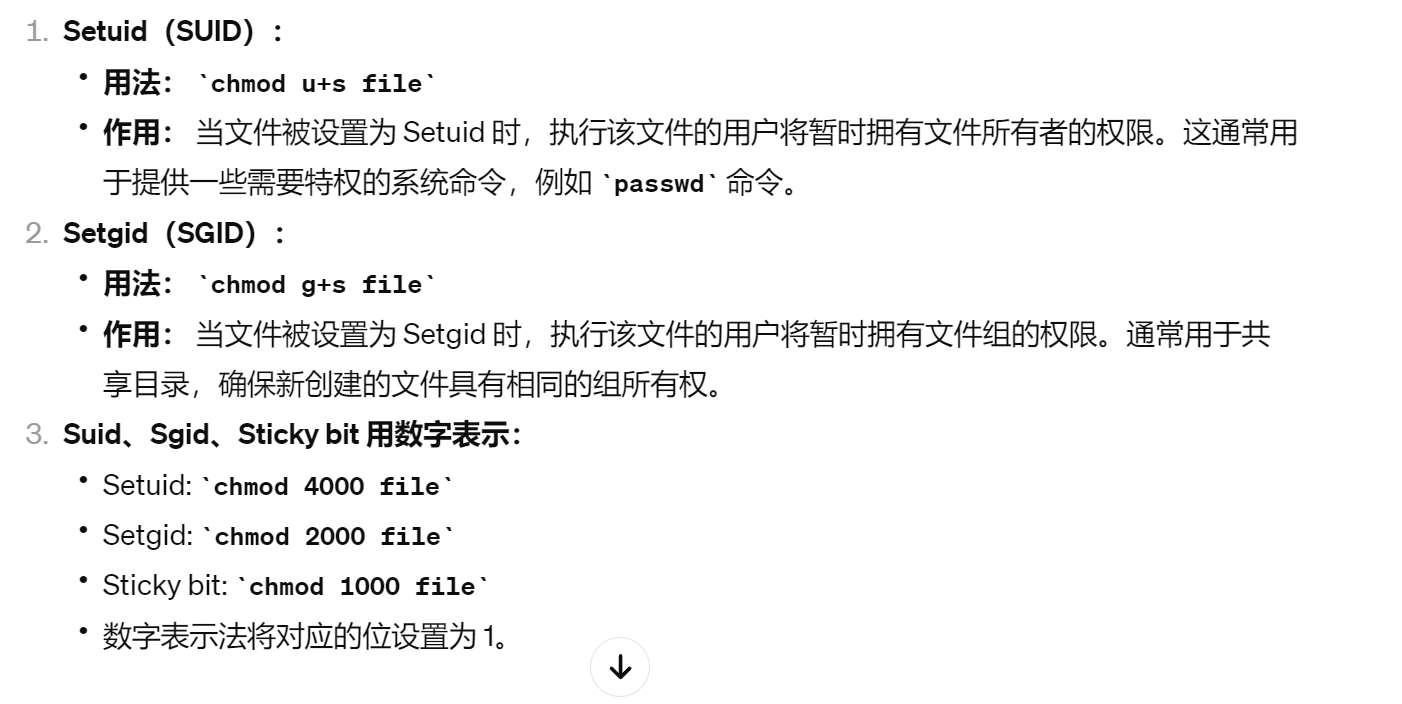 1. Setuid（SUID）：
• 用法： `chmod u+s file`
• 作用： 当文件被设置为 Setuid 时，执行该文件的用户将暂时拥有文件所有者的权限。这通常用
于提供一些需要特权的系统命令，例如 `passwd` 命令。
2. Setgid（SGID）：
• 用法： `chmod g+s file`
• 作用： 当文件被设置为 Setgid 时，执行该文件的用户将暂时拥有文件组的权限。通常用于共
享目录，确保新创建的文件具有相同的组所有权。
3. Suid、Sgid、Sticky bit 用数字表示：
• Setuid: `chmod 4000 file`
• Setgid: `chmod 2000 file`
• Sticky bit: `chmod 1000 file`
• 数字表示法将对应的位设置为 1。